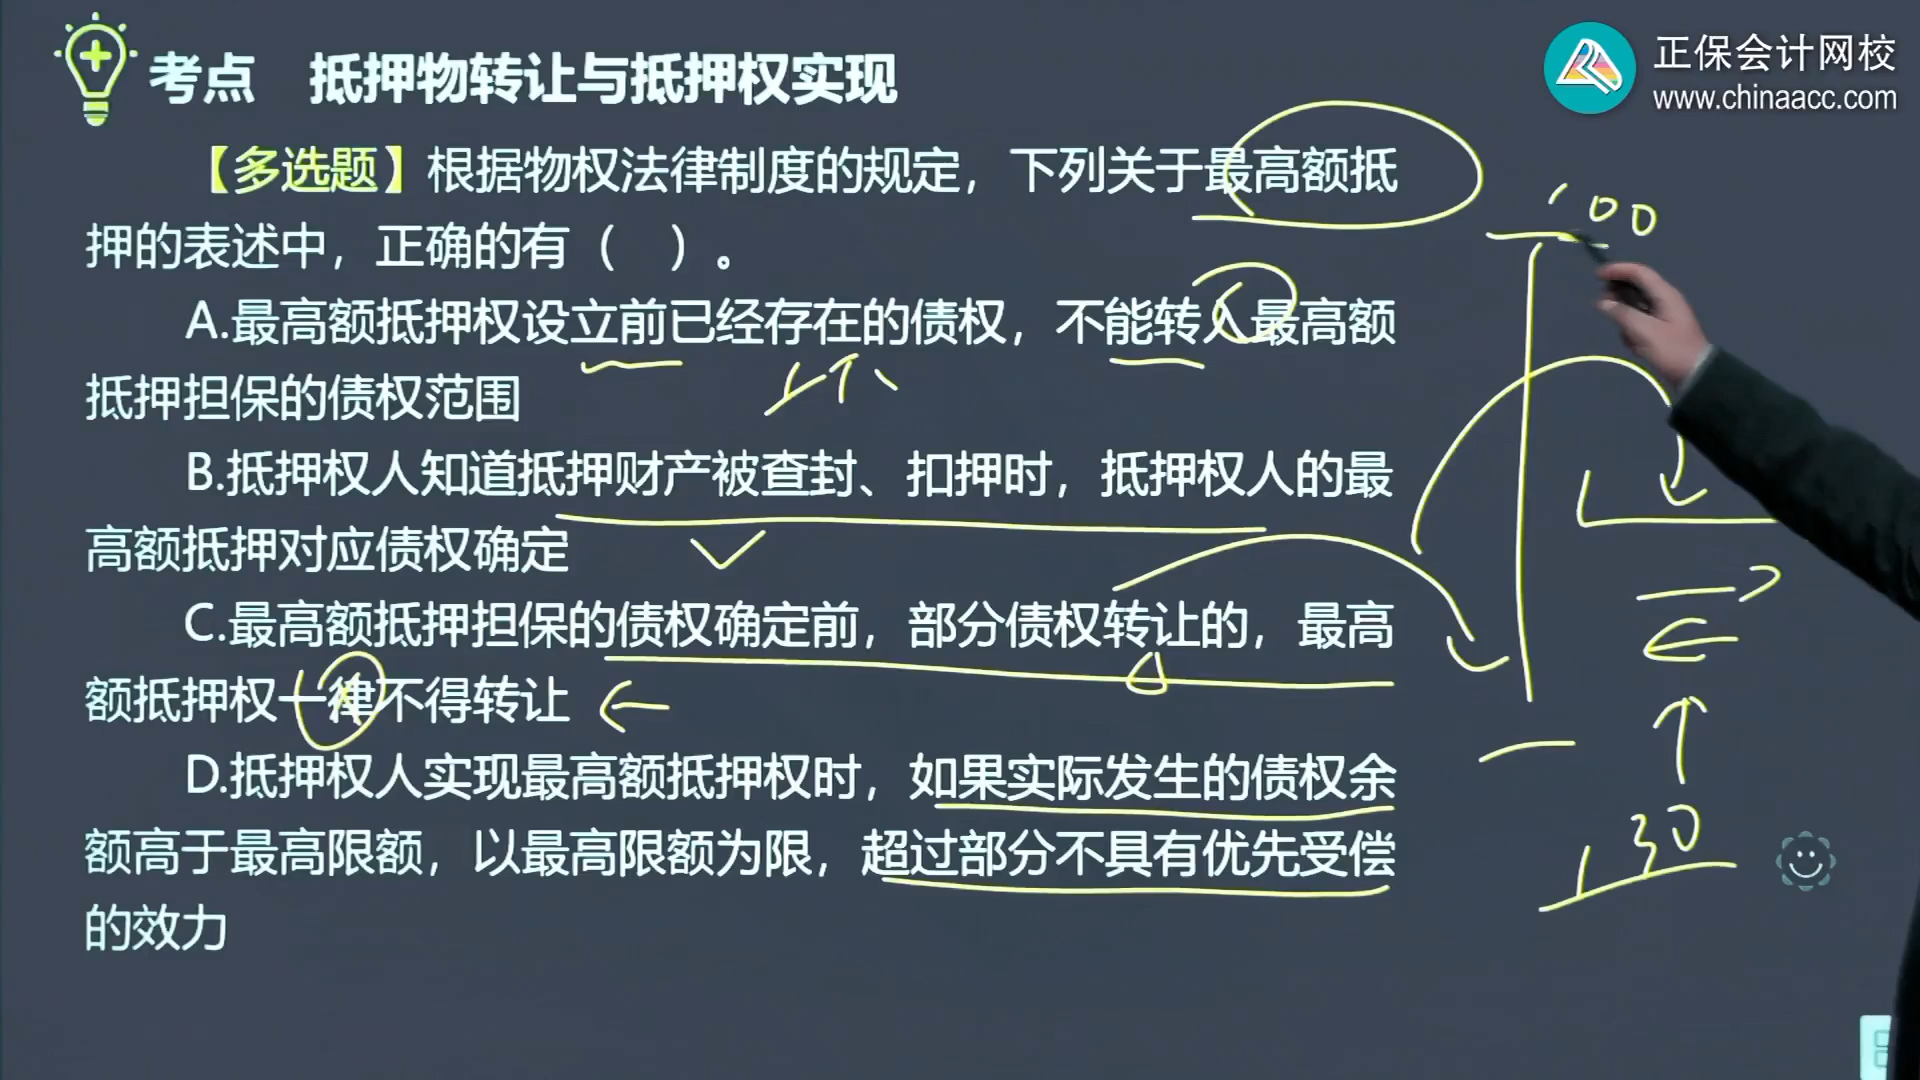 考点 抵押物转让与抵押权实现
正保会计网校
www.chinaacc.com
【多选题】根据物权法律制度的规定，下列关于最高额抵
押的表述中，正确的有（ ）。
100
A.最高额抵押权设立前已经存在的债权，不能转入最高额
抵押担保的债权范围
B.抵押权人知道抵押财产被查封、扣押时，抵押权人的最
高额抵押对应债权确定
C.最高额抵押担保的债权确定前，部分债权转让的，最高
额抵押权一律不得转让
D.抵押权人实现最高额抵押权时，如果实际发生的债权余
额高于最高限额，以最高限额为限，超过部分不具有优先受偿
的效力
130